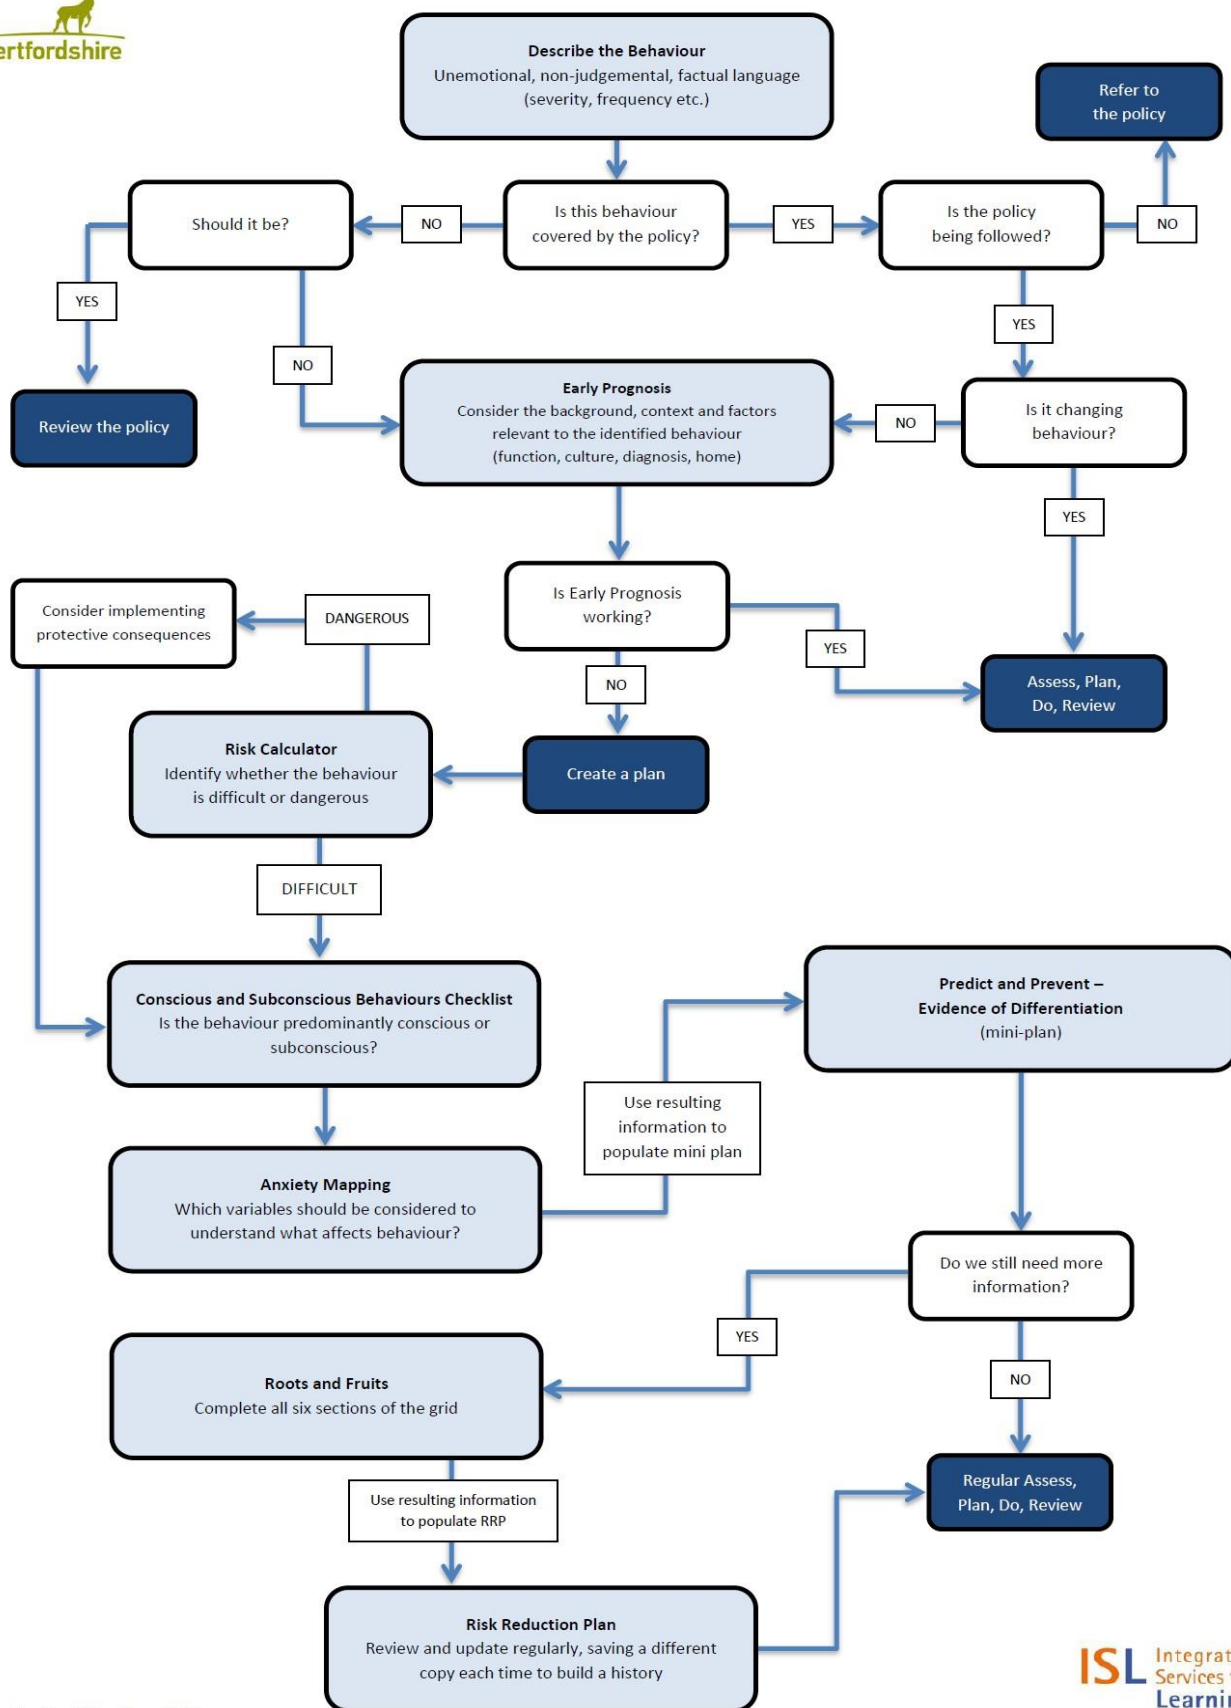 ertfordshire
Describe the Behaviour
Unemotional, non-judgemental, factual language
(severity, frequency etc.)
Refer to
the policy
Should it be?
NO
Is this behaviour
covered by the policy?
YES
Is the policy
being followed?
NO
YES
YES
NO
Review the policy
Early Prognosis
Consider the background, context and factors
relevant to the identified behaviour
(function, culture, diagnosis, home)
NO
Is it changing
behaviour?
YES
Consider implementing
protective consequences
DANGEROUS
Is Early Prognosis
working?
YES
NO
Assess, Plan,
Do, Review
Risk Calculator
Identify whether the behaviour
is difficult or dangerous
Create a plan
DIFFICULT
Conscious and Subconscious Behaviours Checklist
Is the behaviour predominantly conscious or
subconscious?
Predict and Prevent –
Evidence of Differentiation
(mini-plan)
Use resulting
information to
populate mini plan
Anxiety Mapping
Which variables should be considered to
understand what affects behaviour?
Do we still need more
information?
YES
NO
Roots and Fruits
Complete all six sections of the grid
Use resulting information
to populate RRP
Regular Assess,
Plan, Do, Review
Risk Reduction Plan
Review and update regularly, saving a different
copy each time to build a history
ISL
Integrat
Services
Learnin